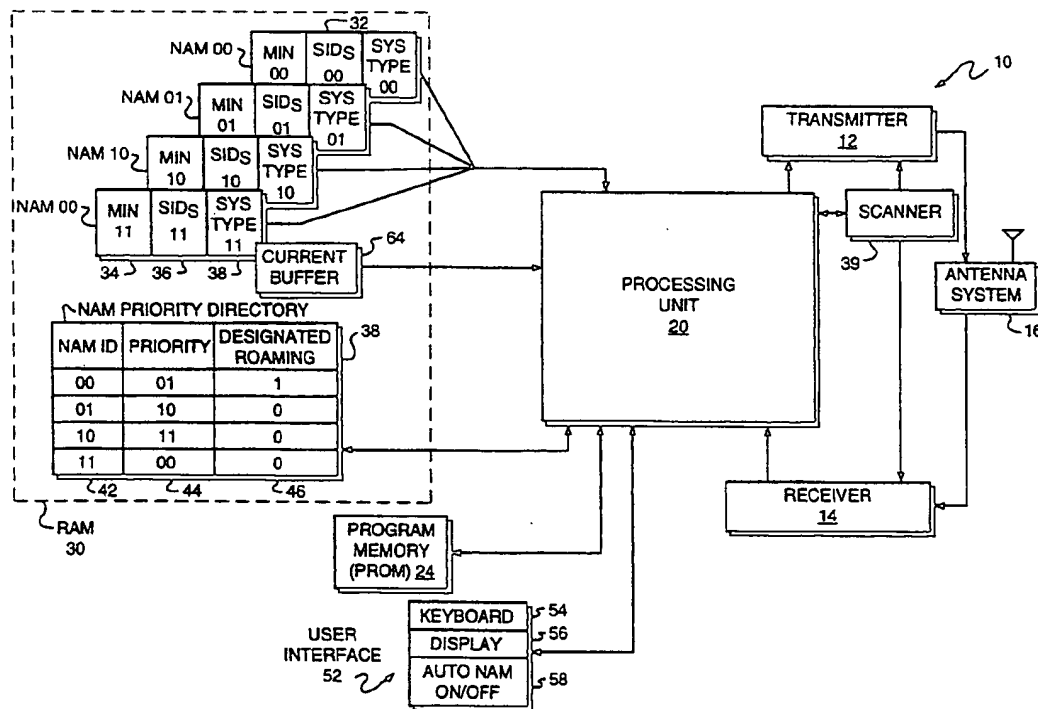 32
NAM 00
MIN
00
SIDS
00
SYS
TYPE
00
NAM 01
MIN
01
SIDS
01
SYS
TYPE
01
NAM 10
MIN
10
SIDS
10
SYS
TYPE
10
NAM 00
MIN
11
SIDS
11
SYS
TYPE
11
34
36
38
CURRENT
BUFFER
64
NAM PRIORITY DIRECTORY
38
NAM ID PRIORITY DESIGNATED
ROAMING
00 01 1
01 10 0
10 11 0
11 00 0
42 44 46
RAM
30
PROCESSING
UNIT
20
10
TRANSMITTER
12
SCANNER
39
ANTENNA
SYSTEM
16
RECEIVER
14
PROGRAM
MEMORY
(PROM) 24
USER
INTERFACE
52
KEYBOARD
54
DISPLAY
56
AUTO NAM
ON/OFF
58